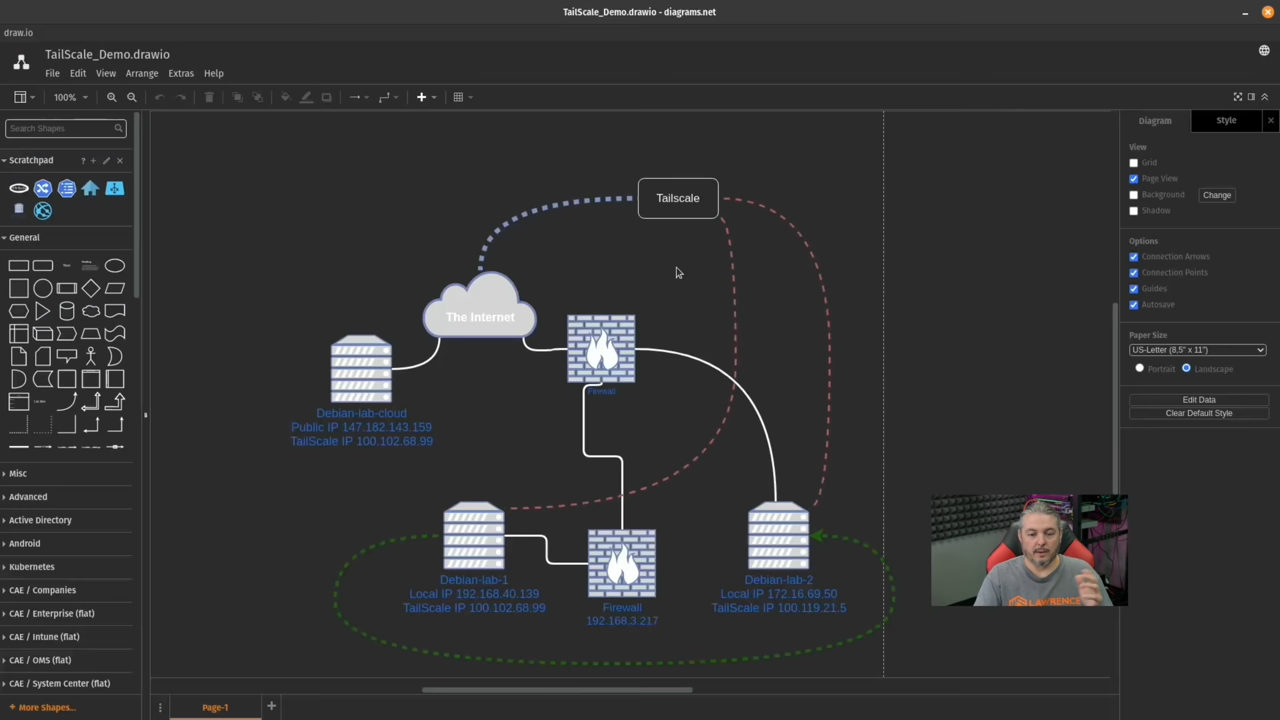 TailScale_Demo.drawio - diagrams.net
draw.io
TailScale_Demo.drawio
File Edit View Arrange Extras Help
100%
Search Shapes
Scratchpad
General
Misc
Advanced
Active Directory
Android
Kubernetes
CAE / Companies
CAE / Enterprise (flat)
CAE / Intune (flat)
CAE / OMS (flat)
CAE / System Center (flat)
+ More Shapes...
Tailscale
The Internet
Firewall
Debian-lab-cloud
Public IP 147.182.143.159
TailScale IP 100.102.68.99
Debian-lab-1
Local IP 192.168.40.139
TailScale IP 100.102.68.99
Firewall
192.168.3.217
Debian-lab-2
Local IP 172.16.69.50
TailScale IP 100.119.21.5
LAWRENCE
Diagram
Style
View
Grid
Page View
Background
Change
Shadow
Options
Connection Arrows
Connection Points
Guides
Autosave
Paper Size
US-Letter (8,5" x 11")
Portrait Landscape
Edit Data
Clear Default Style
Page-1